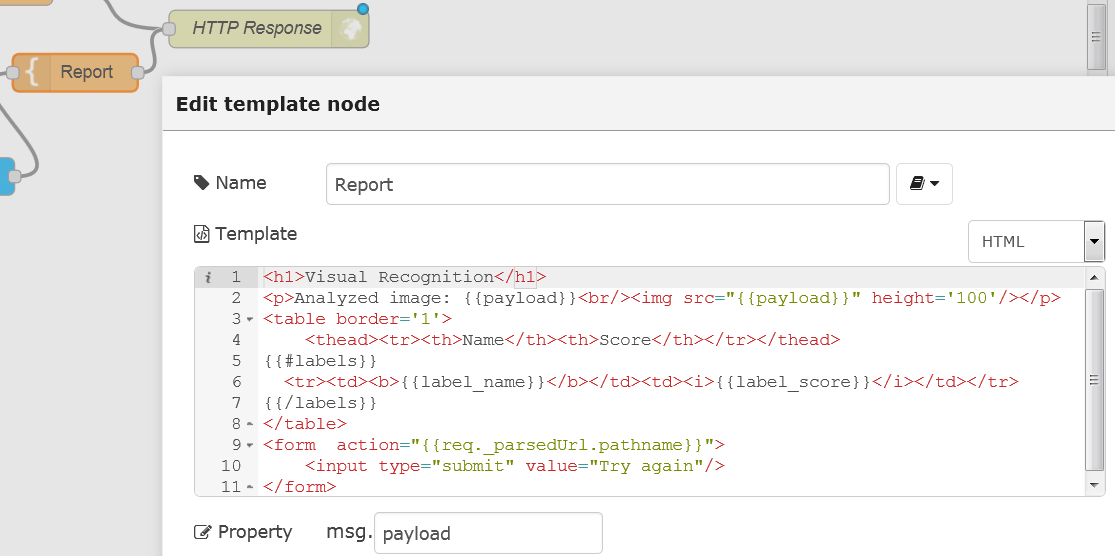 HTTP Response
{ Report
Edit template node
Name Report
Template
HTML
i 1 <h1>Visual Recognition</h1>
2 <p>Analyzed image: {{payload}}<br/><img src="{{payload}}" height='100'/></p>
3 <table border='1'>
4     <thead><tr><th>Name</th><th>Score</th></tr></thead>
5 {{#labels}}
6   <tr><td><b>{{label_name}}</b></td><td><i>{{label_score}}</i></td></tr>
7 {{/labels}}
8 </table>
9 <form  action="{{req._parsedUrl.pathname}}">
10     <input type="submit" value="Try again"/>
11 </form>
Property msg. payload